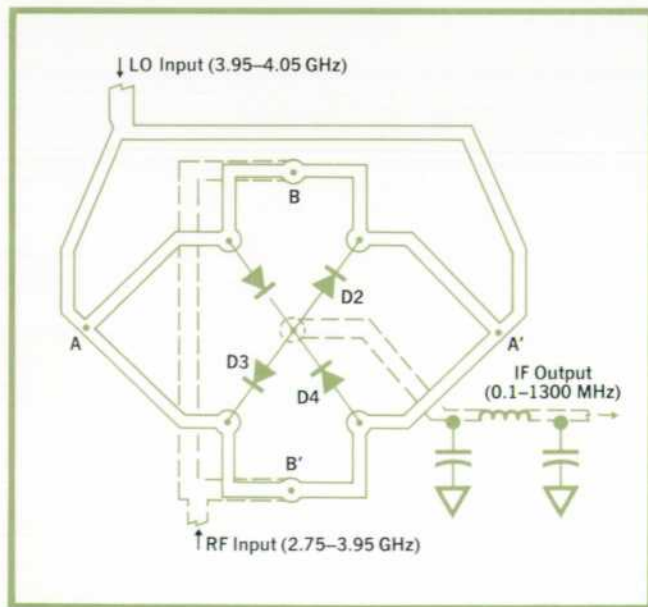 LO Input (3.95–4.05 GHz)
B
D2
A
A'
D3
D4
IF Output
(0.1–1300 MHz)
B'
RF Input (2.75–3.95 GHz)